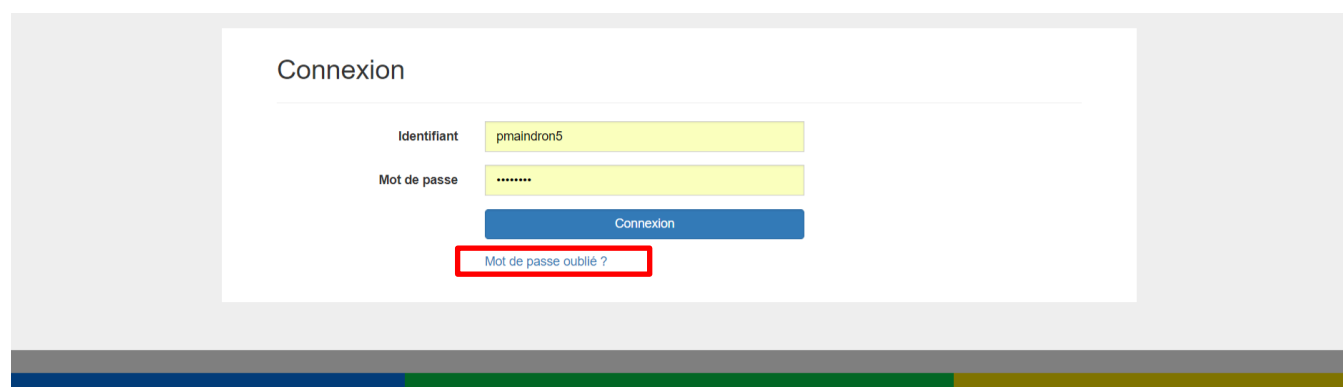 Connexion
Identifiant pmaindron5
Mot de passe ••••••••
Connexion
Mot de passe oublié ?